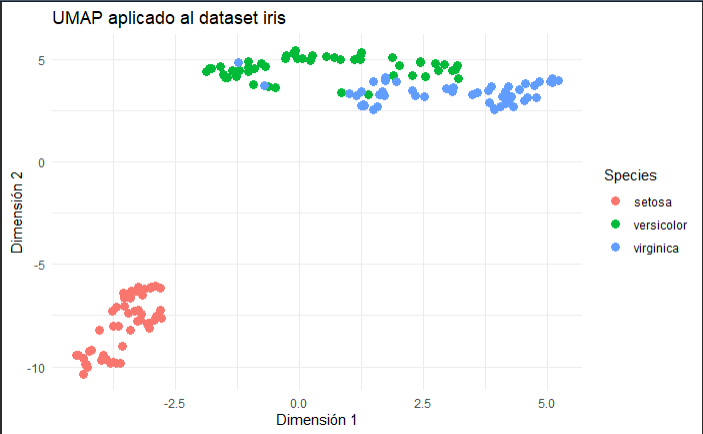 UMAP aplicado al dataset iris
5
0
-5
-10
-2.5 0.0 2.5 5.0
Dimensión 1
Dimensión 2
Species
setosa
versicolor
virginica